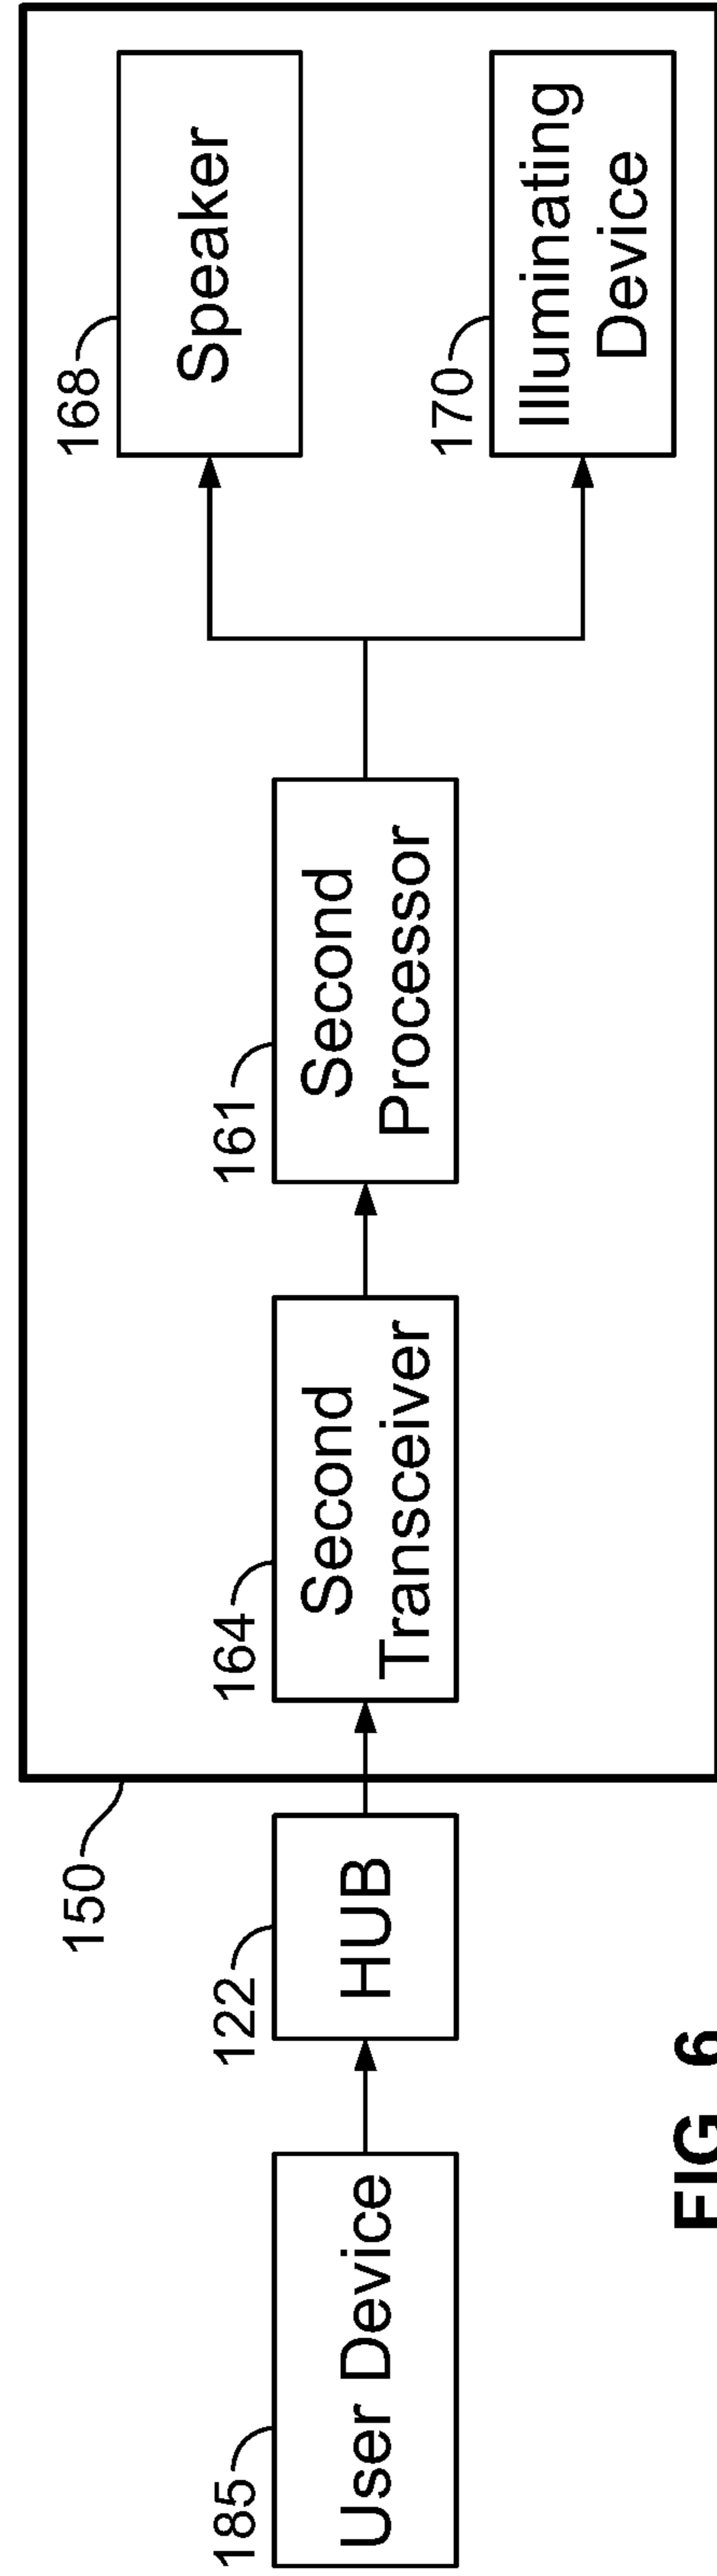 185
User Device
122
HUB
150
164
Second
Transceiver
161
Second
Processor
168
Speaker
170
Illuminating
Device
FIG. 6